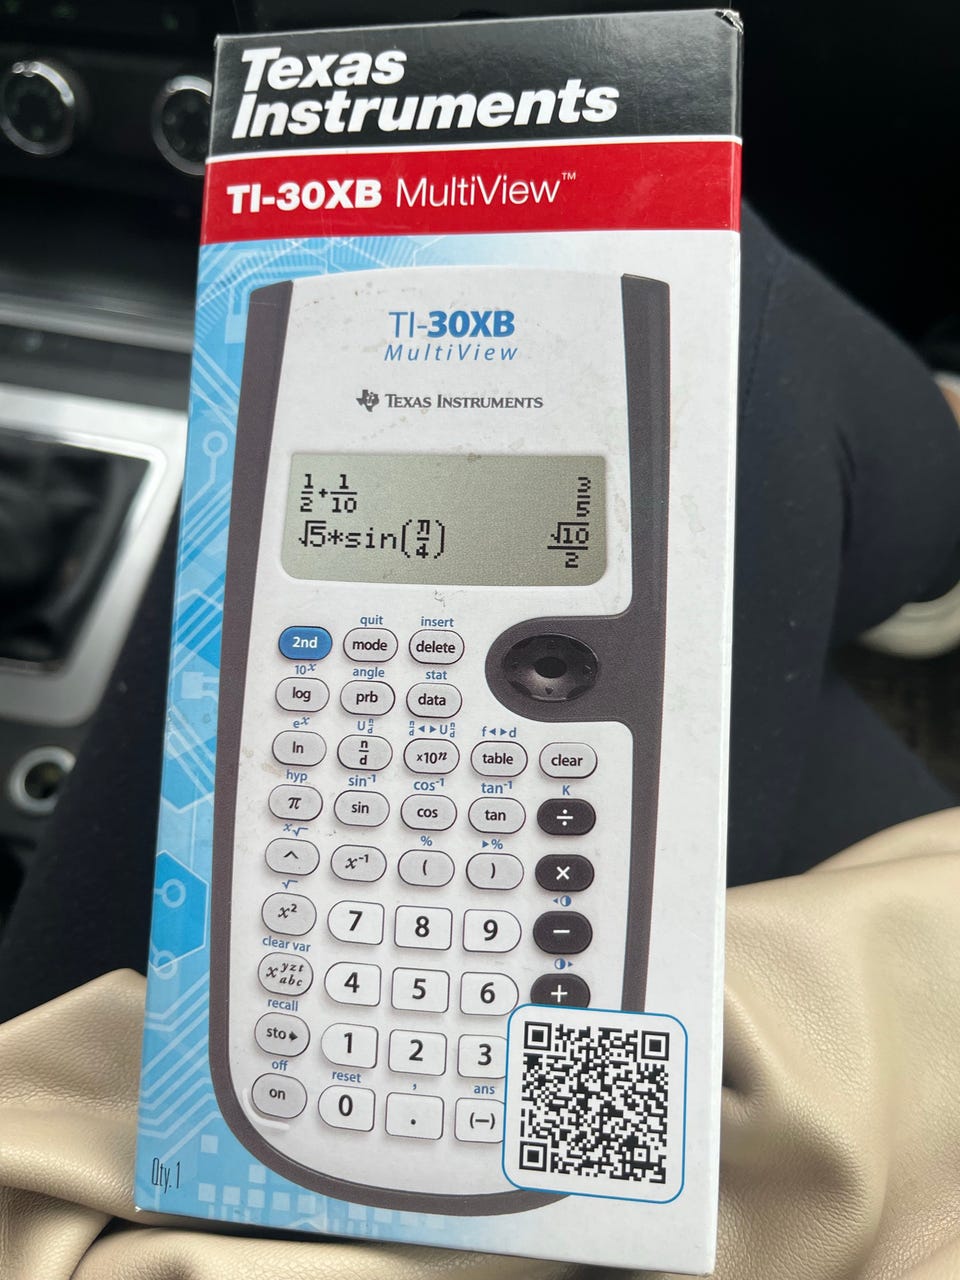 Texas
Instruments
TI-30XB MultiView™
TI-30XB
MultiView
TEXAS INSTRUMENTS
1/2+1/10 3/5
√5*sin(π/4) √10/2
quit insert
2nd mode delete
10ˣ angle stat
log prb data
eˣ U n/d n/d◄►U n/d f◄►d
ln n/d ×10ⁿ table clear
hyp sin⁻¹ cos⁻¹ tan⁻¹ K
π sin cos tan ÷
ˣ√ % ►%
^ x⁻¹ ( ) ×
√ ◄◐
x² 7 8 9 −
clear var ◐►
x yzt abc 4 5 6 +
recall
sto► 1 2 3
off reset , ans
on 0 . (−)
Qty. 1